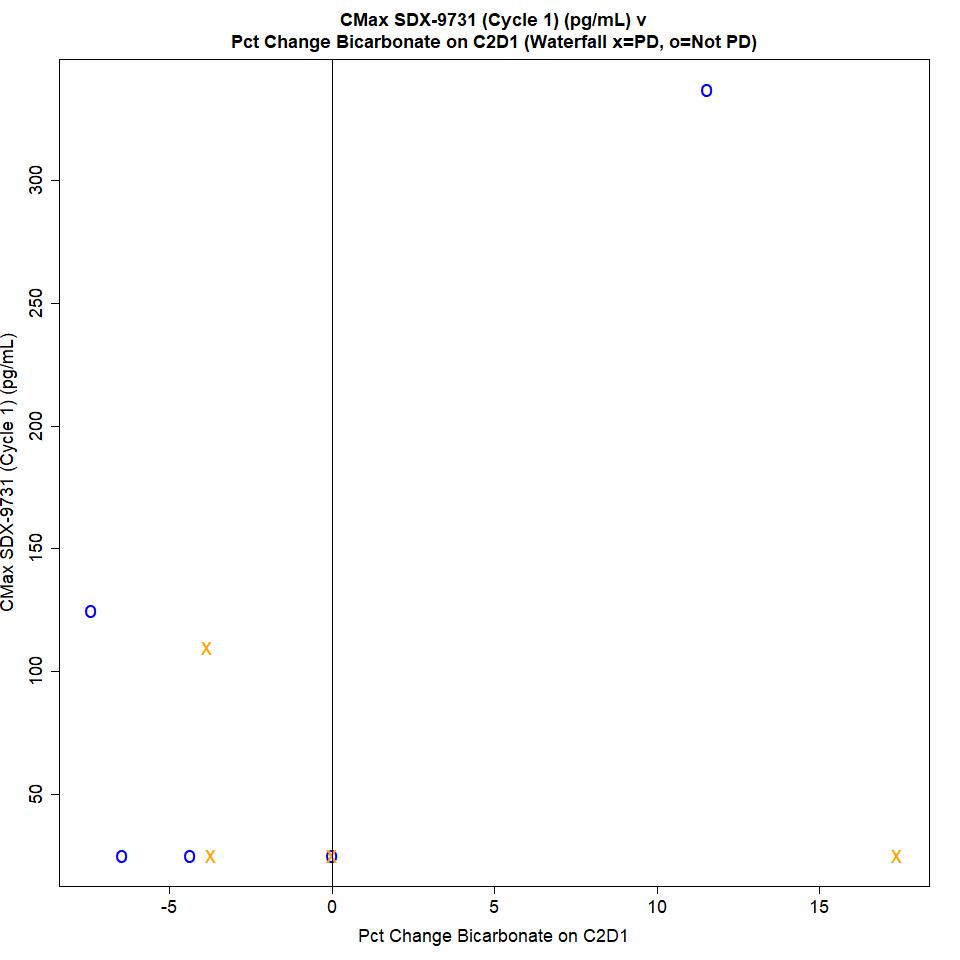 CMax SDX-9731 (Cycle 1) (pg/mL) v
Pct Change Bicarbonate on C2D1 (Waterfall x=PD, o=Not PD)
CMax SDX-9731 (Cycle 1) (pg/mL)
300
250
200
150
100
50
o
o
x
o
o
x
o
x
x
-5
0
5
10
15
Pct Change Bicarbonate on C2D1